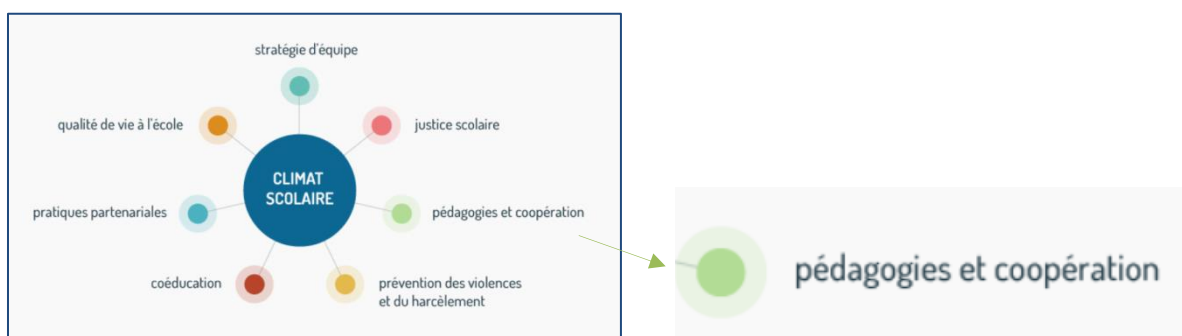 stratégie d'équipe
qualité de vie à l'école
justice scolaire
CLIMAT
SCOLAIRE
pratiques partenariales
pédagogies et coopération
coéducation
prévention des violences
et du harcèlement
pédagogies et coopération